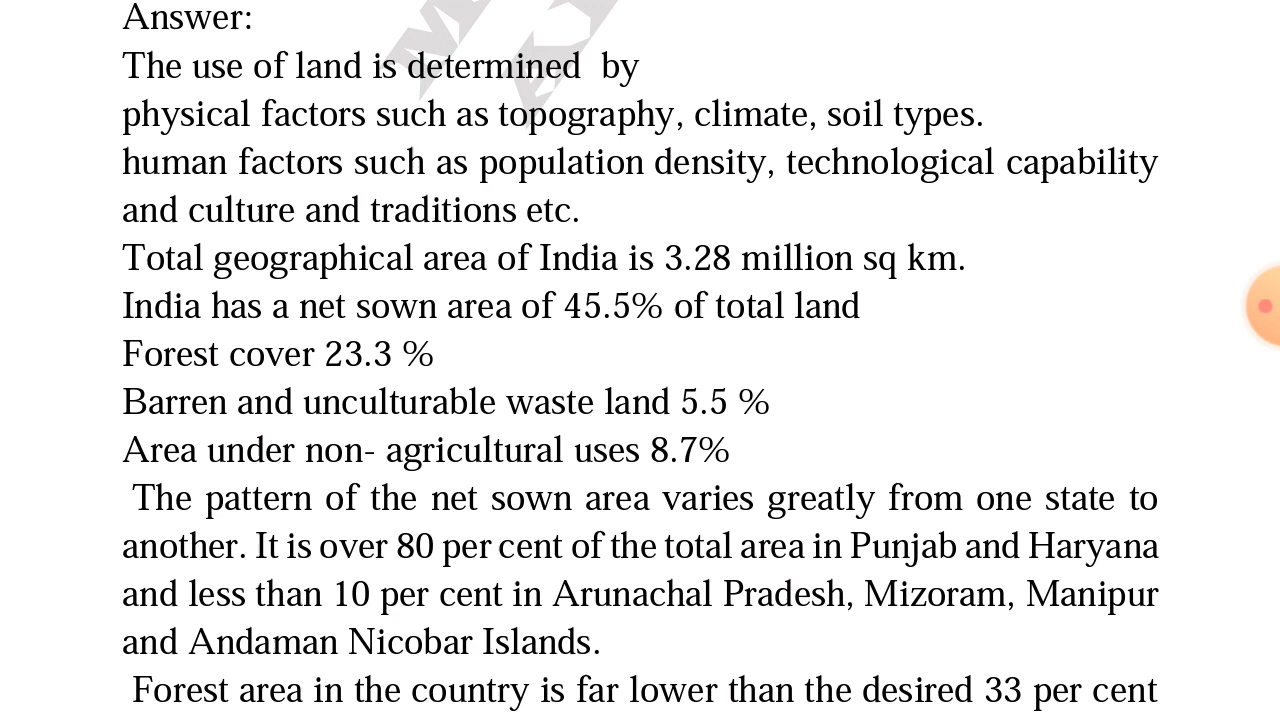 Answer:
The use of land is determined  by
physical factors such as topography, climate, soil types.
human factors such as population density, technological capability
and culture and traditions etc.
Total geographical area of India is 3.28 million sq km.
India has a net sown area of 45.5% of total land
Forest cover 23.3 %
Barren and unculturable waste land 5.5 %
Area under non- agricultural uses 8.7%
The pattern of the net sown area varies greatly from one state to
another. It is over 80 per cent of the total area in Punjab and Haryana
and less than 10 per cent in Arunachal Pradesh, Mizoram, Manipur
and Andaman Nicobar Islands.
Forest area in the country is far lower than the desired 33 per cent